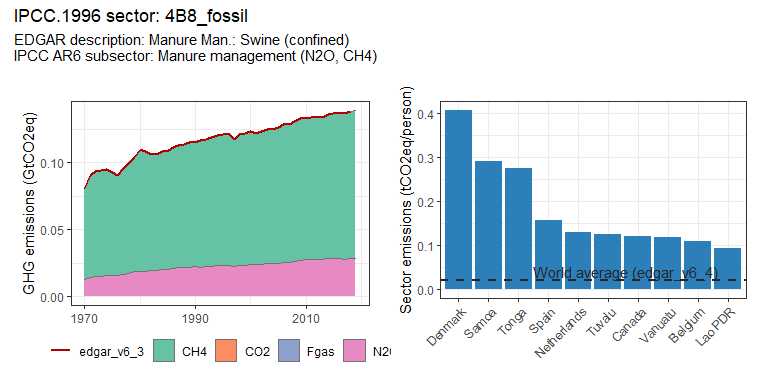 IPCC.1996 sector: 4B8_fossil
EDGAR description: Manure Man.: Swine (confined)
IPCC AR6 subsector: Manure management (N2O, CH4)
GHG emissions (GtCO2eq)
0.10
0.05
0.00
1970
1990
2010
edgar_v6_3
CH4
CO2
Fgas
N2O
Sector emissions (tCO2eq/person)
0.4
0.3
0.2
0.1
0.0
World average (edgar_v6_4)
Denmark
Samoa
Tonga
Spain
Netherlands
Tuvalu
Canada
Vanuatu
Belgium
Lao PDR